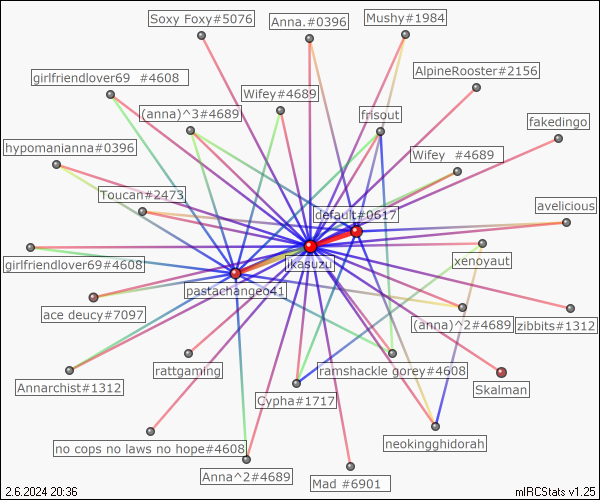 Soxy Foxy#5076
Anna.#0396
Mushy#1984
girlfriendlover69 #4608
AlpineRooster#2156
Wifey#4689
(anna)^3#4689
frisout
fakedingo
hypomanianna#0396
Wifey #4689
Toucan#2473
default#0617
avelicious
girlfriendlover69#4608
ikasuzu
xenoyaut
pastachangeo41
ace deucy#7097
(anna)^2#4689
zibbits#1312
Annarchist#1312
rattgaming
ramshackle gorey#4608
Skalman
Cypha#1717
no cops no laws no hope#4608
neokingghidorah
Anna^2#4689
Mad #6901
2.6.2024 20:36
mIRCStats v1.25